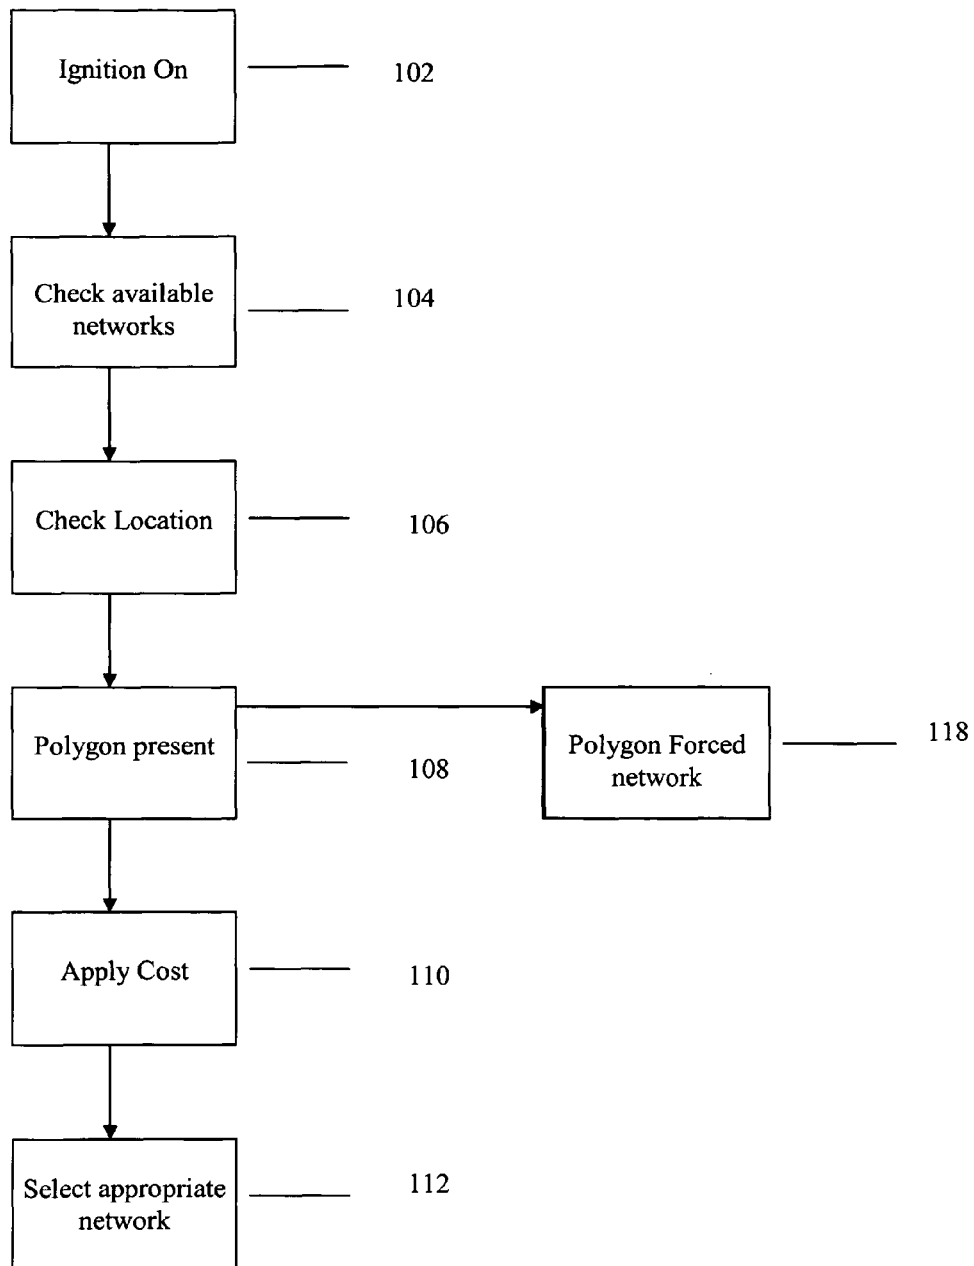 Ignition On
102
Check available
networks
104
Check Location
106
Polygon present
108
Polygon Forced
network
118
Apply Cost
110
Select appropriate
network
112